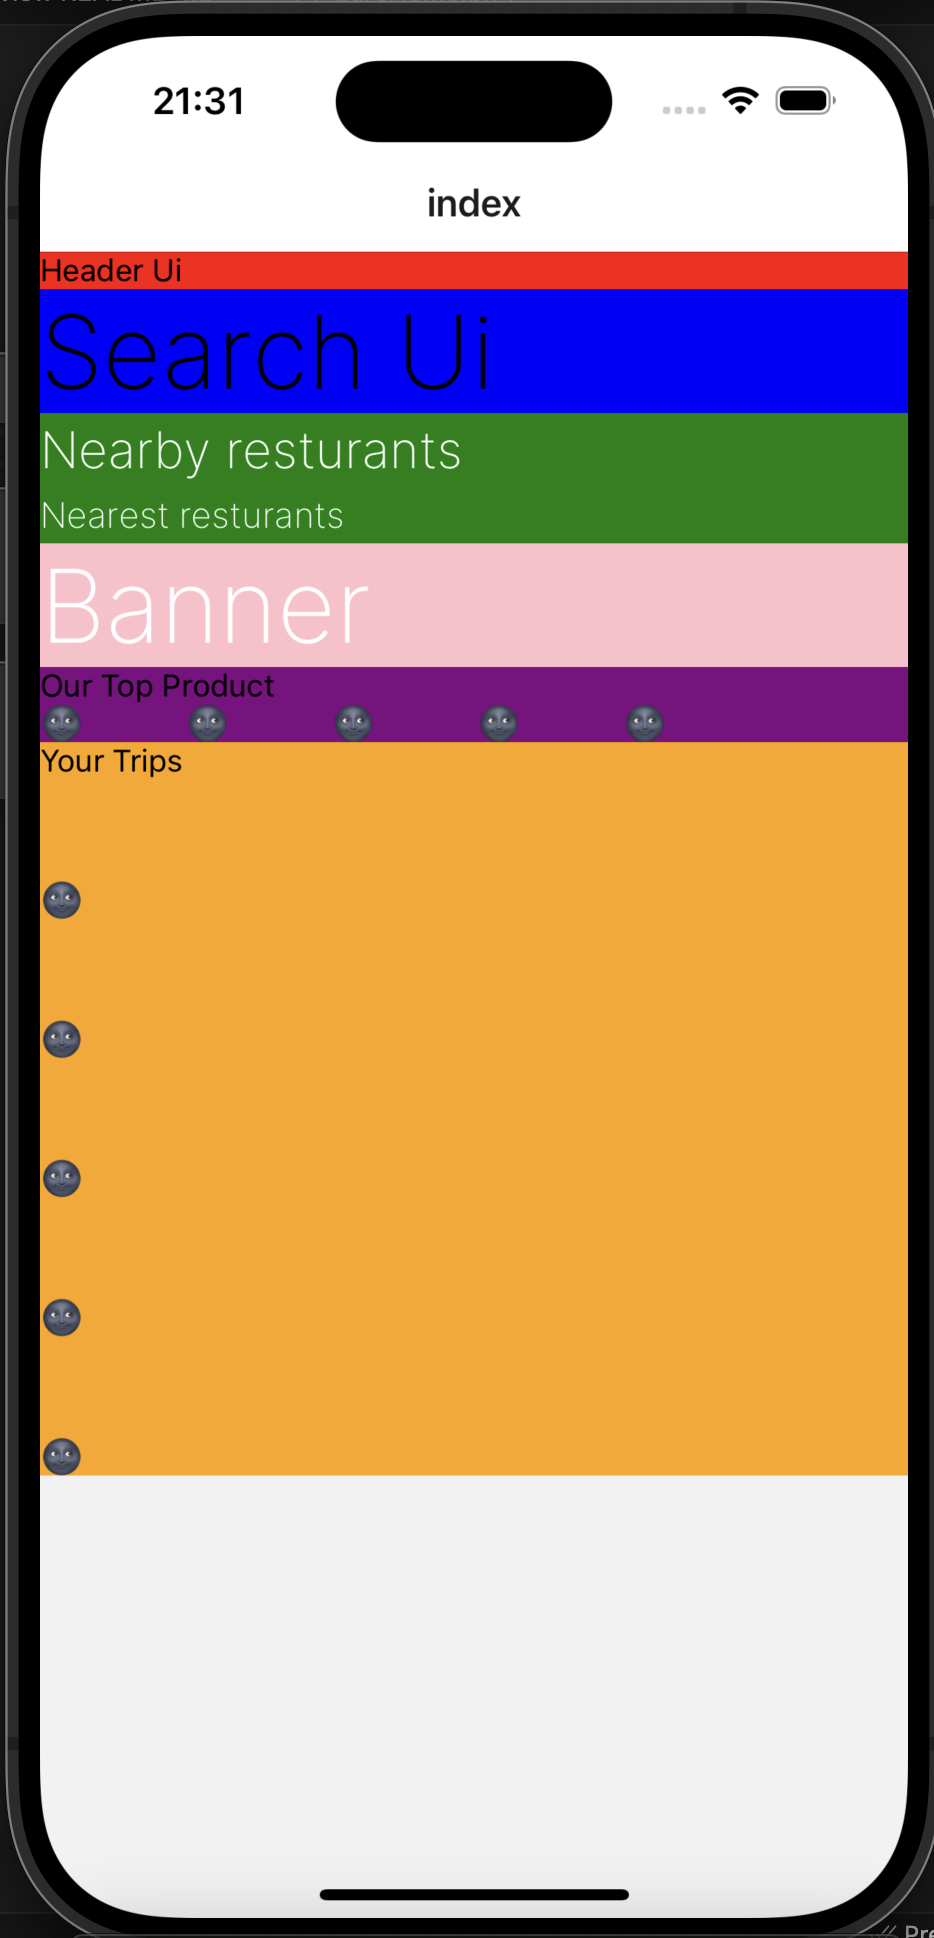 21:31
index
Header Ui
Search Ui
Nearby resturants
Nearest resturants
Banner
Our Top Product
🌚 🌚 🌚 🌚 🌚
Your Trips
🌚
🌚
🌚
🌚
🌚